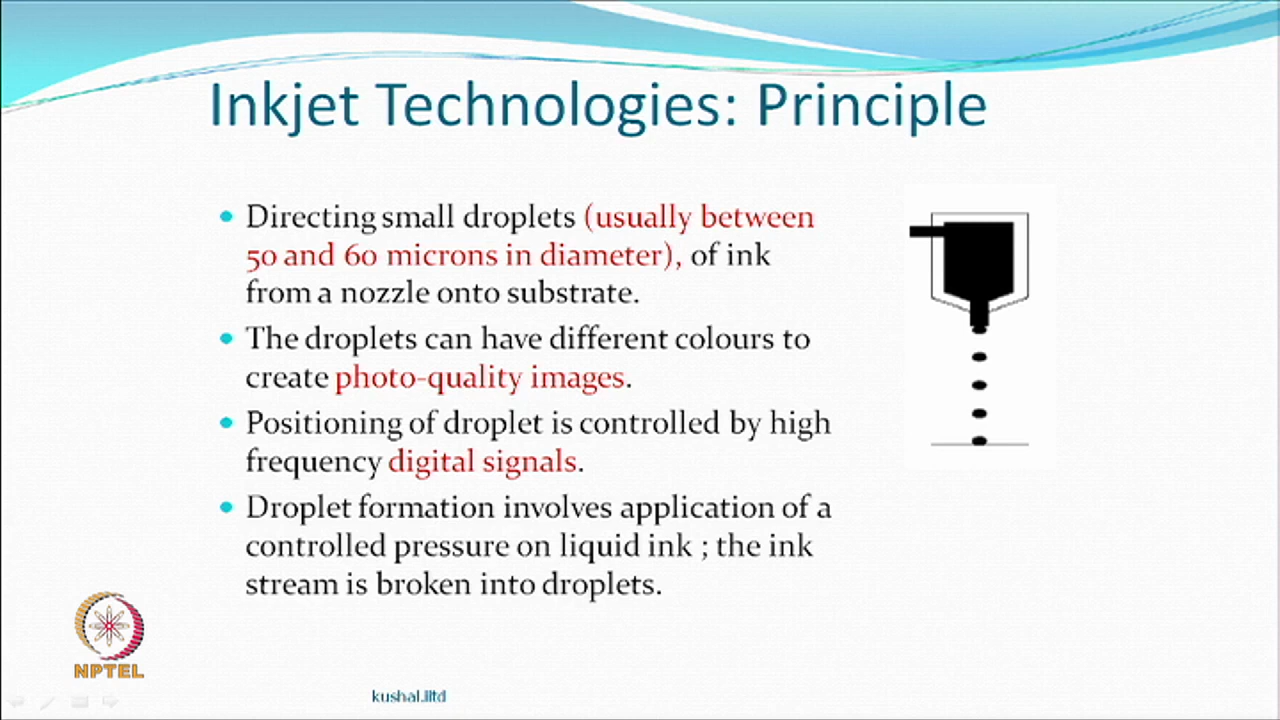 Inkjet Technologies: Principle
Directing small droplets (usually between
50 and 60 microns in diameter), of ink
from a nozzle onto substrate.
The droplets can have different colours to
create photo-quality images.
Positioning of droplet is controlled by high
frequency digital signals.
Droplet formation involves application of a
controlled pressure on liquid ink ; the ink
stream is broken into droplets.
NPTEL
kushal.iitd